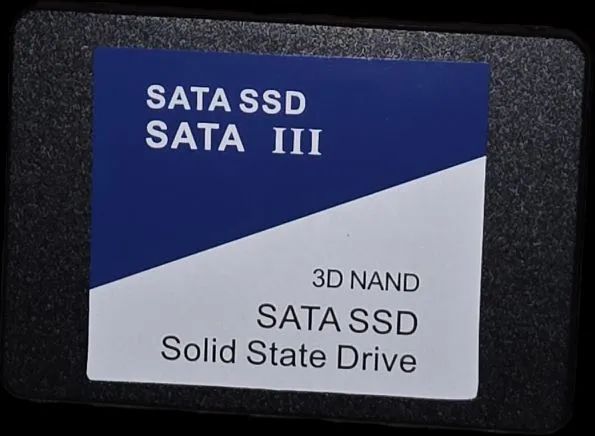 SATA SSD
SATA III
3D NAND
SATA SSD
Solid State Drive